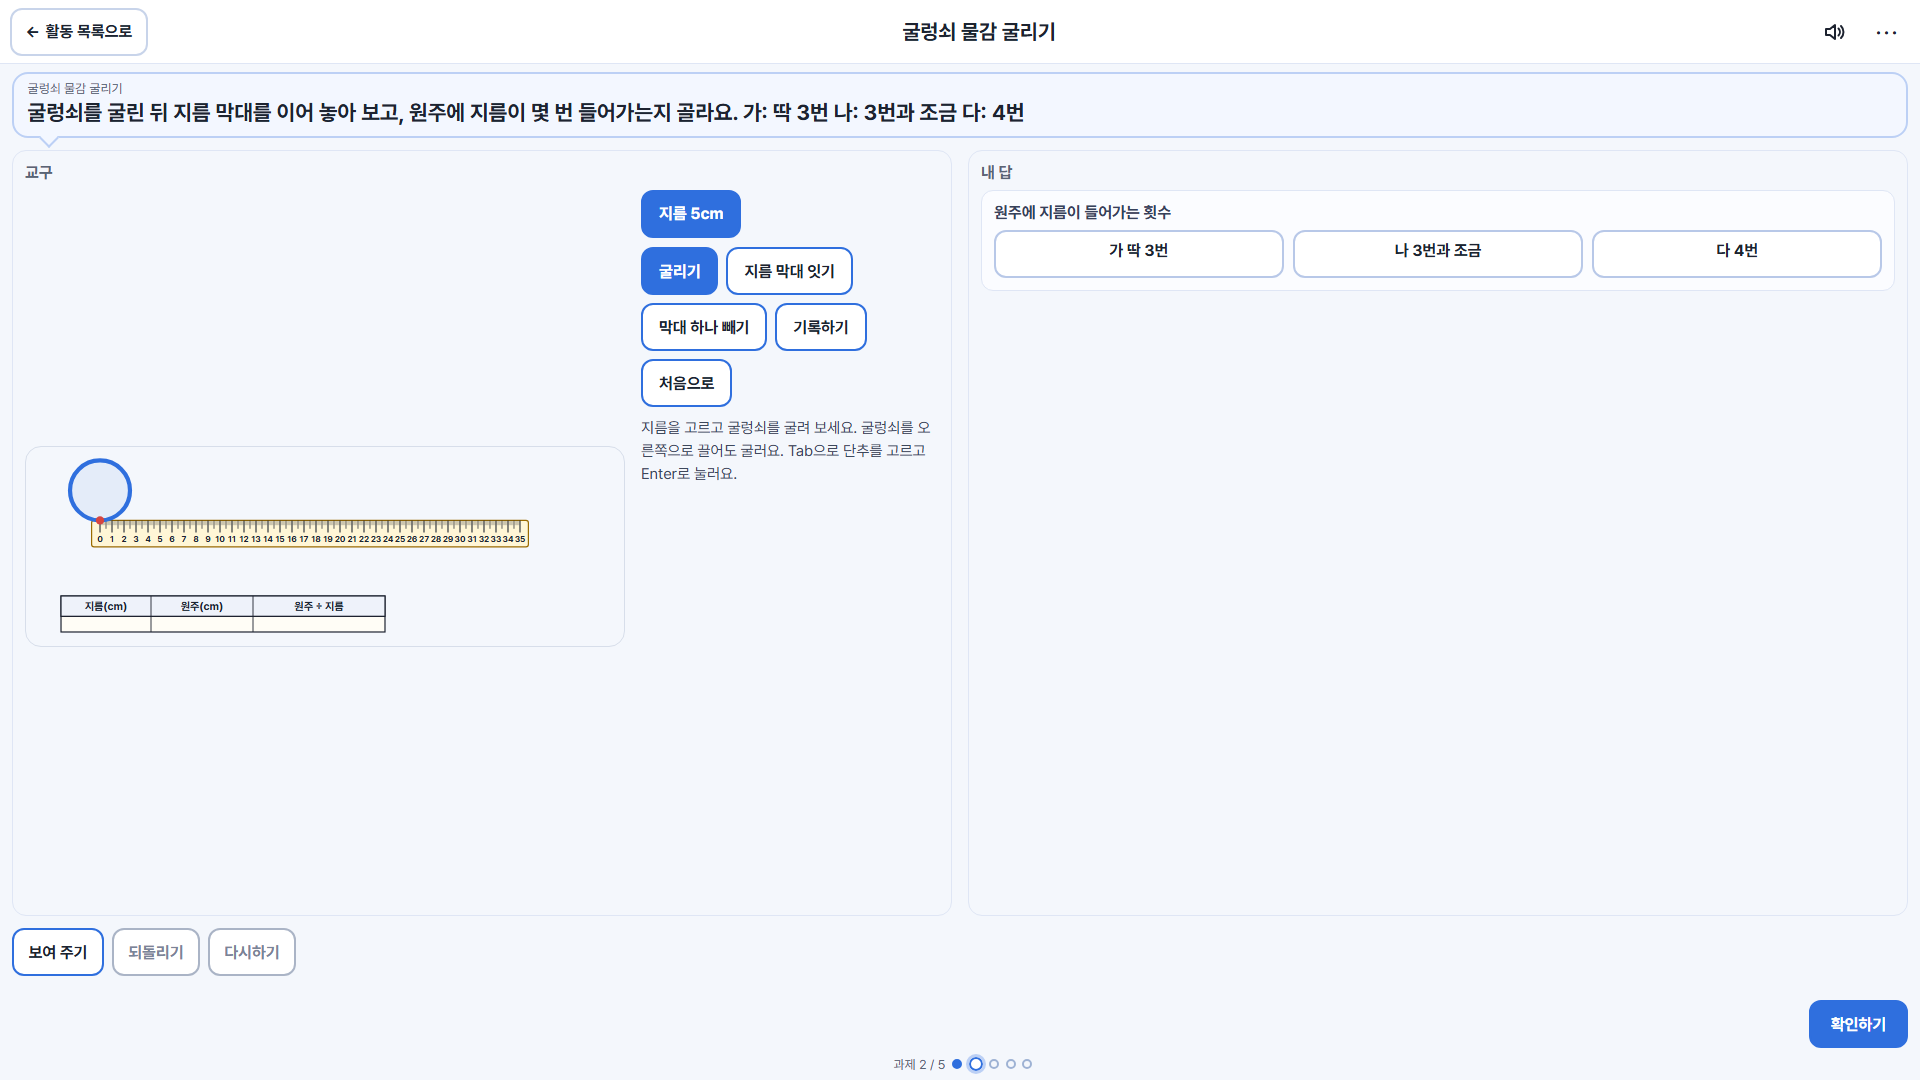 ← 활동 목록으로
굴렁쇠 물감 굴리기
굴렁쇠 물감 굴리기
굴렁쇠를 굴린 뒤 지름 막대를 이어 놓아 보고, 원주에 지름이 몇 번 들어가는지 골라요. 가: 딱 3번 나: 3번과 조금 다: 4번
교구
지름 5cm
굴리기 지름 막대 잇기
막대 하나 빼기 기록하기
처음으로
지름을 고르고 굴렁쇠를 굴려 보세요. 굴렁쇠를 오
른쪽으로 끌어도 굴러요. Tab으로 단추를 고르고
Enter로 눌러요.
0 1 2 3 4 5 6 7 8 9 10 11 12 13 14 15 16 17 18 19 20 21 22 23 24 25 26 27 28 29 30 31 32 33 34 35
지름(cm) 원주(cm) 원주 ÷ 지름
내 답
원주에 지름이 들어가는 횟수
가 딱 3번 나 3번과 조금 다 4번
보여 주기 되돌리기 다시하기
확인하기
과제 2 / 5